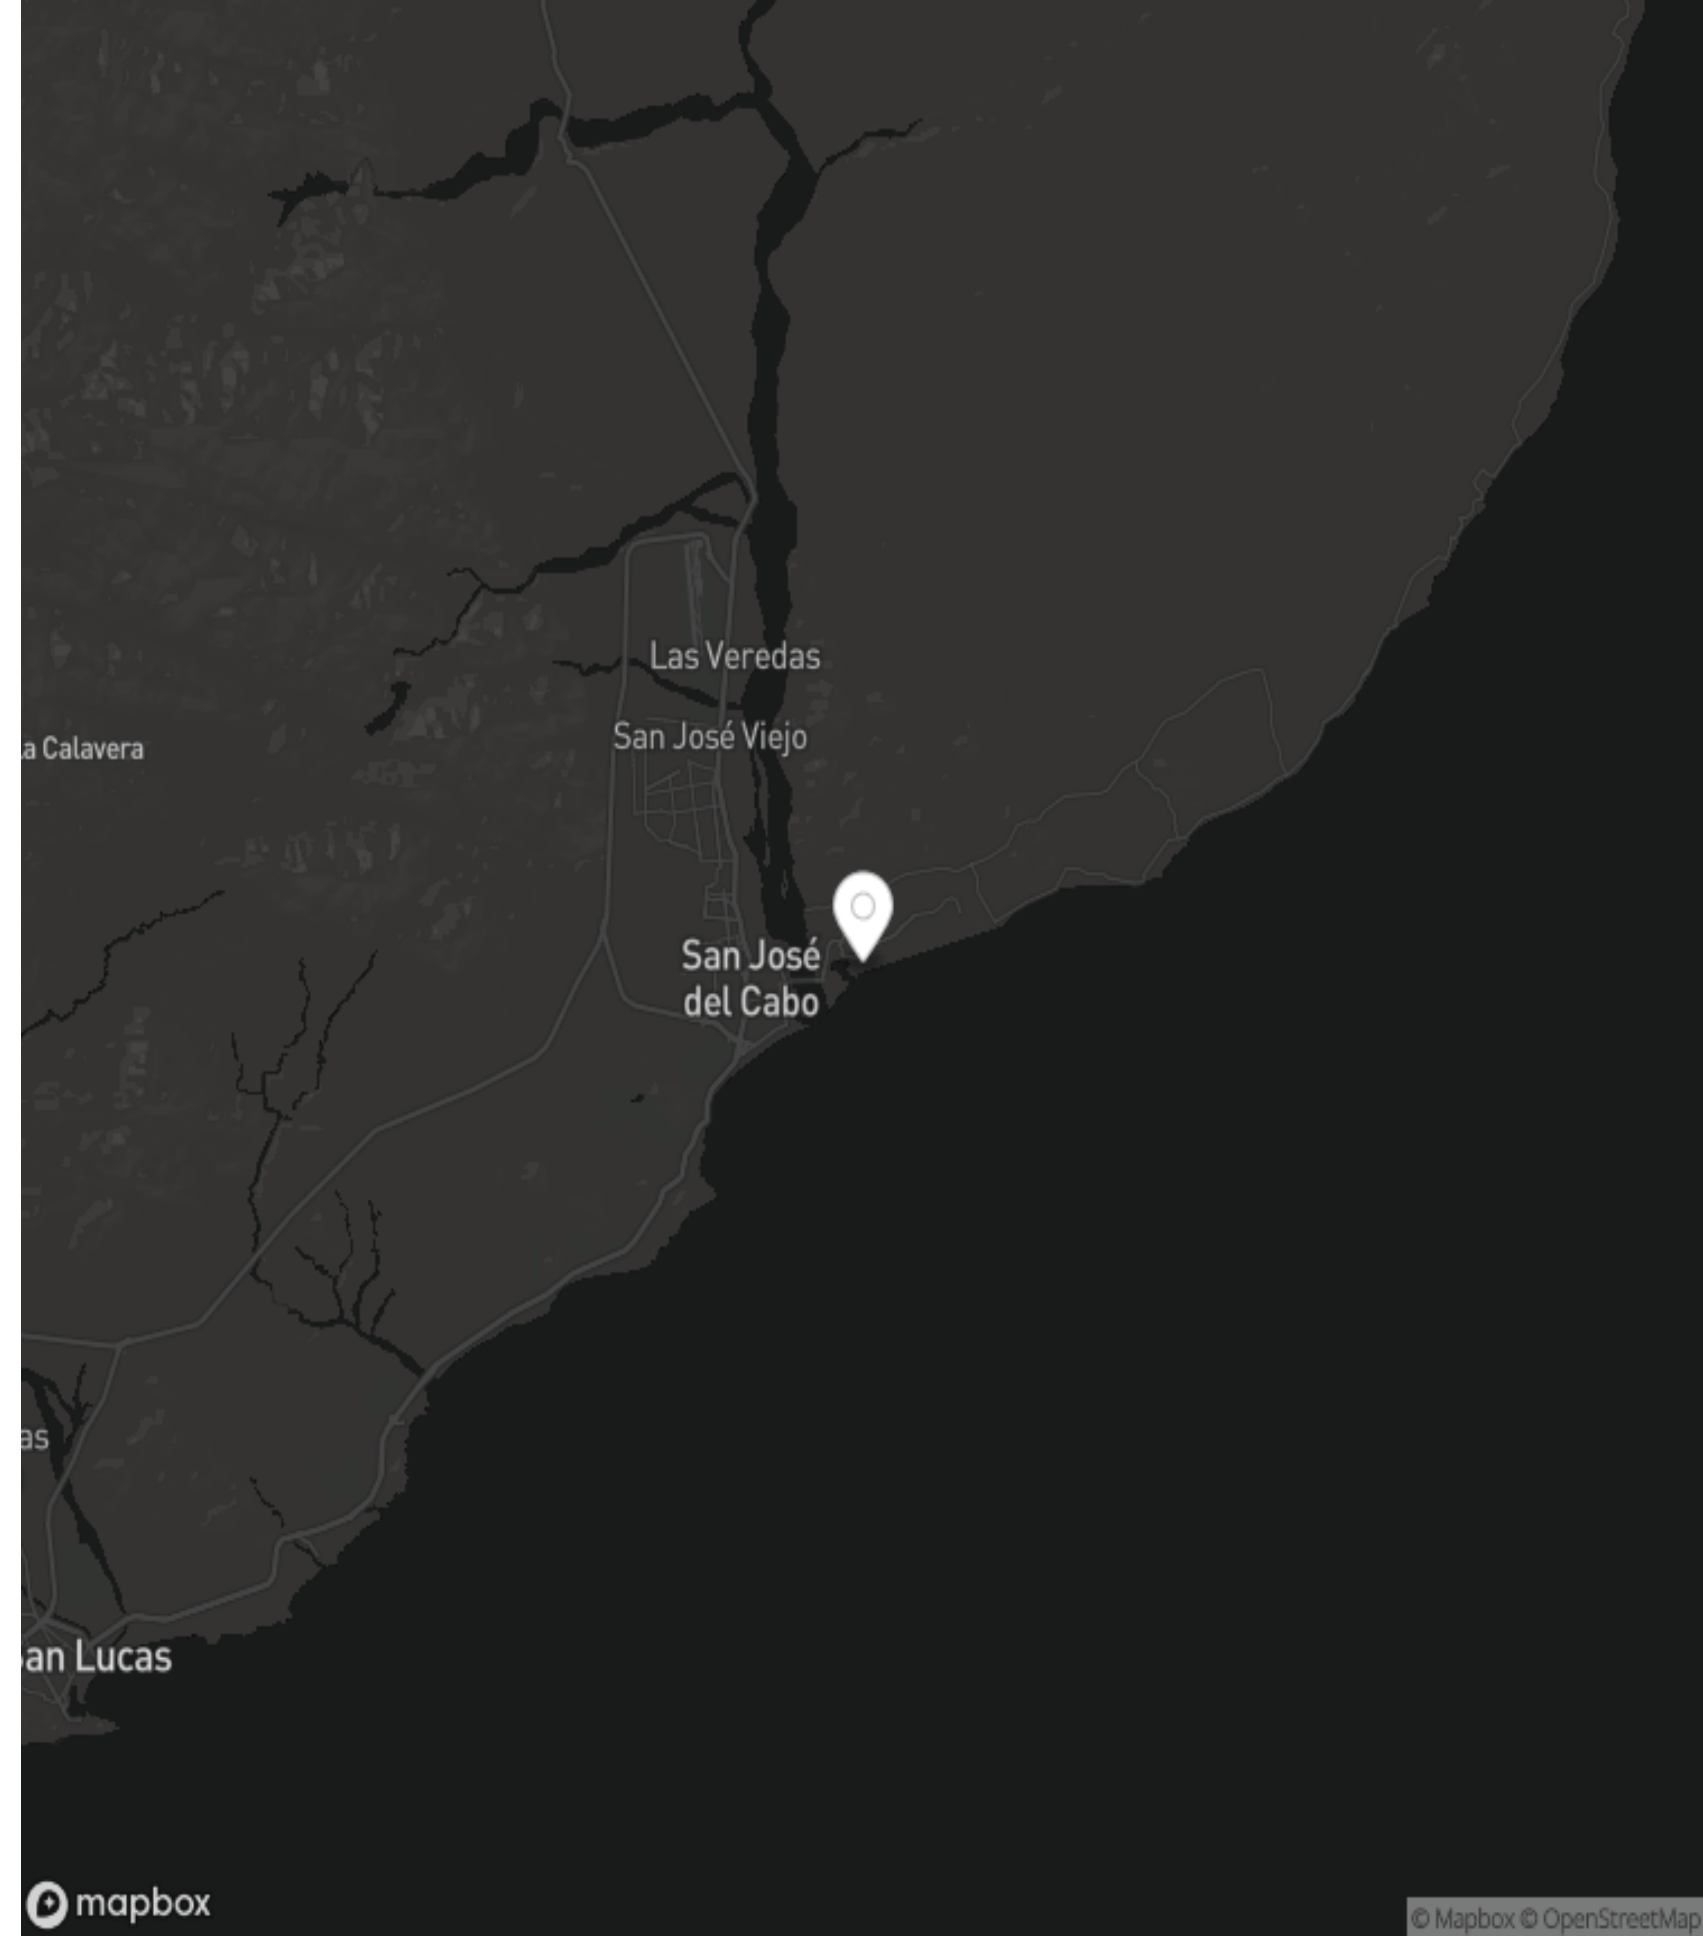 Las Veredas
San José Viejo
a Calavera
San José
del Cabo
as
an Lucas
mapbox
© Mapbox © OpenStreetMap